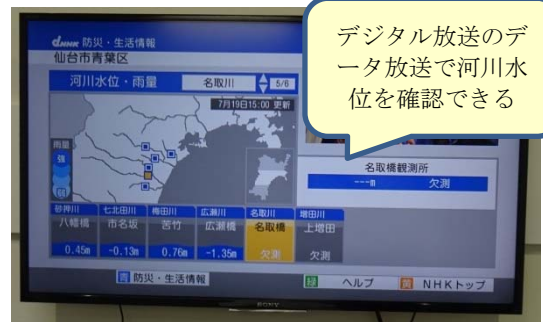 デジタル放送のデ
ータ放送で河川水
位を確認できる
dNHK 防災・生活情報
仙台市青葉区
河川水位・雨量 名取川 5/6
7月19日15:00 更新
雨量
強
弱
名取橋観測所
---m 欠測
砂押川 七北田川 梅田川 広瀬川 名取川 増田川
八幡橋 市名坂 苦竹 広瀬橋 名取橋 上増田
0.45m -0.13m 0.76m -1.35m 欠測 欠測
青 防災・生活情報 緑 ヘルプ 黄 NHKトップ
SONY